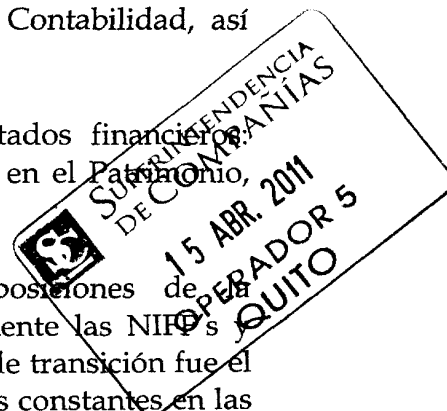 Contabilidad, así
tados financieros:
en el Patrimonio,
posiciones de la
ente las NIIF's y
le transición fue el
s constantes en las
SUPERINTENDENCIA
DE COMPAÑÍAS
15 ABR. 2011
OPERADOR 5
QUITO